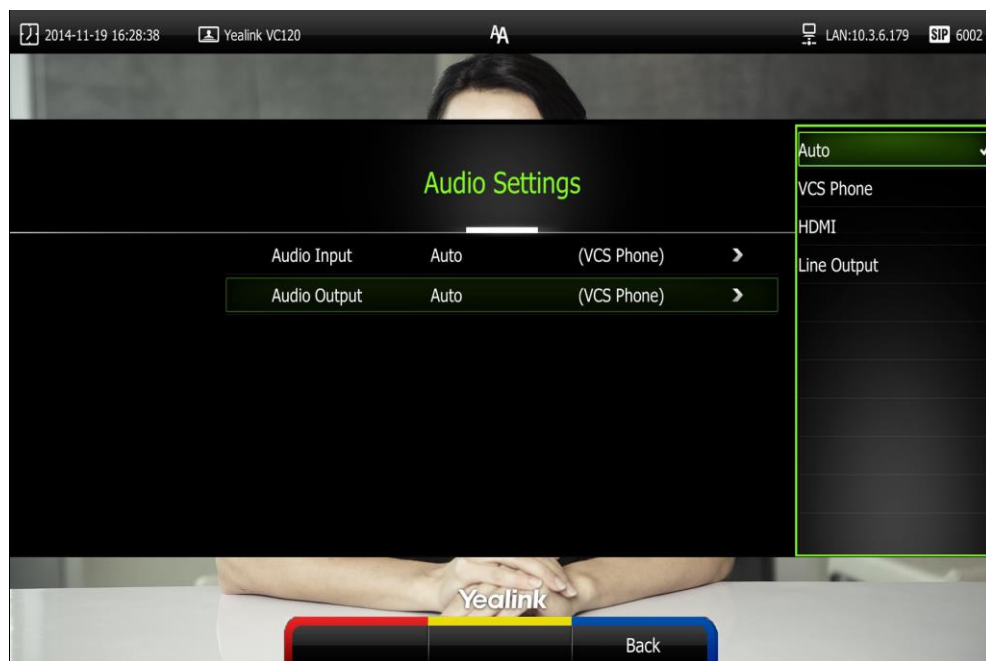 2014-11-19 16:28:38 Yealink VC120 AA LAN:10.3.6.179 SIP 6002
Audio Settings
Audio Input Auto (VCS Phone)
Audio Output Auto (VCS Phone)
Auto
VCS Phone
HDMI
Line Output
Yealink
Back